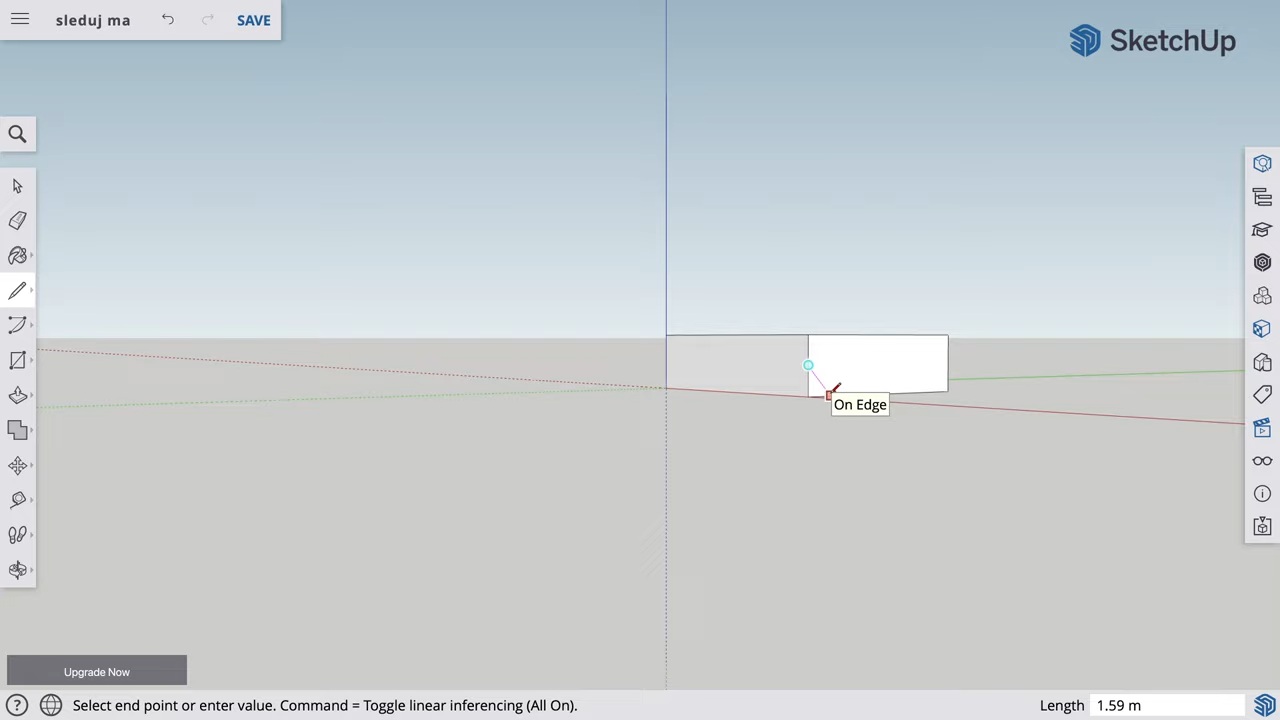 sleduj ma
SAVE
SketchUp
On Edge
Upgrade Now
? Select end point or enter value. Command = Toggle linear inferencing (All On).
Length 1.59 m